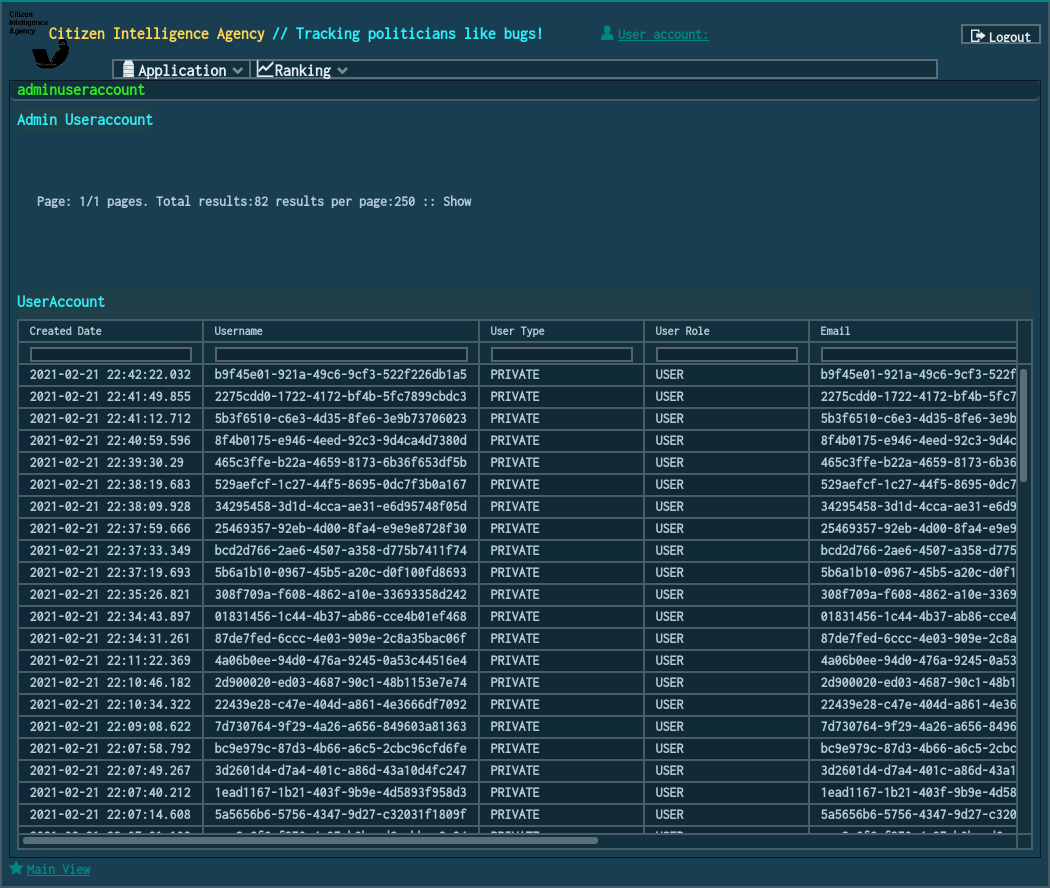 Citizen
Intelligence
Agency
Citizen Intelligence Agency // Tracking politicians like bugs!
User account:
Logout
Application
Ranking
adminuseraccount
Admin Useraccount
Page: 1/1 pages. Total results:82 results per page:250 :: Show
UserAccount
Created Date Username User Type User Role Email
2021-02-21 22:42:22.032 b9f45e01-921a-49c6-9cf3-522f226db1a5 PRIVATE USER b9f45e01-921a-49c6-9cf3-522f
2021-02-21 22:41:49.855 2275cdd0-1722-4172-bf4b-5fc7899cbdc3 PRIVATE USER 2275cdd0-1722-4172-bf4b-5fc7
2021-02-21 22:41:12.712 5b3f6510-c6e3-4d35-8fe6-3e9b73706023 PRIVATE USER 5b3f6510-c6e3-4d35-8fe6-3e9b
2021-02-21 22:40:59.596 8f4b0175-e946-4eed-92c3-9d4ca4d7380d PRIVATE USER 8f4b0175-e946-4eed-92c3-9d4c
2021-02-21 22:39:30.29 465c3ffe-b22a-4659-8173-6b36f653df5b PRIVATE USER 465c3ffe-b22a-4659-8173-6b36
2021-02-21 22:38:19.683 529aefcf-1c27-44f5-8695-0dc7f3b0a167 PRIVATE USER 529aefcf-1c27-44f5-8695-0dc7
2021-02-21 22:38:09.928 34295458-3d1d-4cca-ae31-e6d95748f05d PRIVATE USER 34295458-3d1d-4cca-ae31-e6d9
2021-02-21 22:37:59.666 25469357-92eb-4d00-8fa4-e9e9e8728f30 PRIVATE USER 25469357-92eb-4d00-8fa4-e9e9
2021-02-21 22:37:33.349 bcd2d766-2ae6-4507-a358-d775b7411f74 PRIVATE USER bcd2d766-2ae6-4507-a358-d775
2021-02-21 22:37:19.693 5b6a1b10-0967-45b5-a20c-d0f100fd8693 PRIVATE USER 5b6a1b10-0967-45b5-a20c-d0f1
2021-02-21 22:35:26.821 308f709a-f608-4862-a10e-33693358d242 PRIVATE USER 308f709a-f608-4862-a10e-3369
2021-02-21 22:34:43.897 01831456-1c44-4b37-ab86-cce4b01ef468 PRIVATE USER 01831456-1c44-4b37-ab86-cce4
2021-02-21 22:34:31.261 87de7fed-6ccc-4e03-909e-2c8a35bac06f PRIVATE USER 87de7fed-6ccc-4e03-909e-2c8a
2021-02-21 22:11:22.369 4a06b0ee-94d0-476a-9245-0a53c44516e4 PRIVATE USER 4a06b0ee-94d0-476a-9245-0a53
2021-02-21 22:10:46.182 2d900020-ed03-4687-90c1-48b1153e7e74 PRIVATE USER 2d900020-ed03-4687-90c1-48b1
2021-02-21 22:10:34.322 22439e28-c47e-404d-a861-4e3666df7092 PRIVATE USER 22439e28-c47e-404d-a861-4e36
2021-02-21 22:09:08.622 7d730764-9f29-4a26-a656-849603a81363 PRIVATE USER 7d730764-9f29-4a26-a656-8496
2021-02-21 22:07:58.792 bc9e979c-87d3-4b66-a6c5-2cbc96cfd6fe PRIVATE USER bc9e979c-87d3-4b66-a6c5-2cbc
2021-02-21 22:07:49.267 3d2601d4-d7a4-401c-a86d-43a10d4fc247 PRIVATE USER 3d2601d4-d7a4-401c-a86d-43a1
2021-02-21 22:07:40.212 1ead1167-1b21-403f-9b9e-4d5893f958d3 PRIVATE USER 1ead1167-1b21-403f-9b9e-4d58
2021-02-21 22:07:14.608 5a5656b6-5756-4347-9d27-c32031f1809f PRIVATE USER 5a5656b6-5756-4347-9d27-c320
Main View